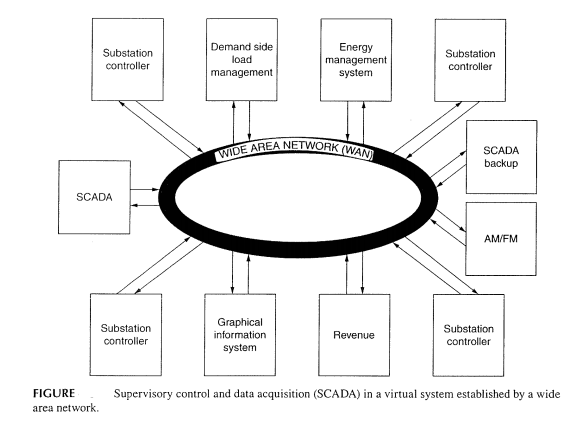 Substation
controller
Demand side
load
management
Energy
management
system
Substation
controller
WIDE AREA NETWORK (WAN)
SCADA
backup
SCADA
AM/FM
Substation
controller
Graphical
information
system
Revenue
Substation
controller
FIGURE Supervisory control and data acquisition (SCADA) in a virtual system established by a wide
area network.